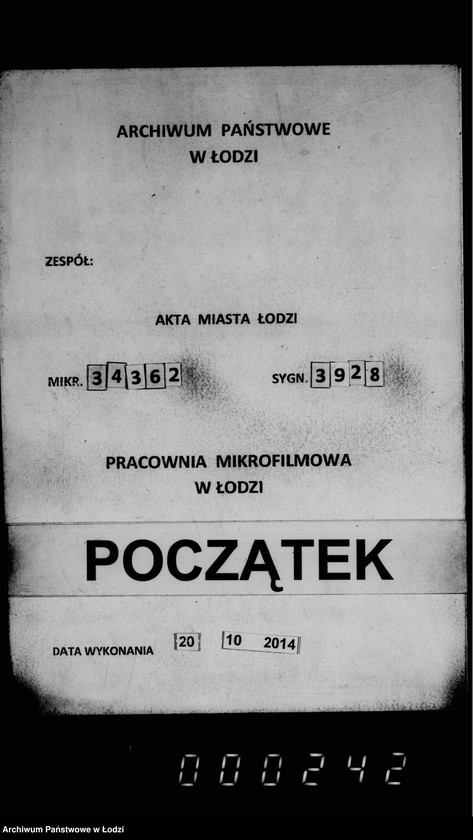 ARCHIWUM PAŃSTWOWE
W ŁODZI
ZESPÓŁ:
AKTA MIASTA ŁODZI
MIKR. 34362 SYGN. 3928
PRACOWNIA MIKROFILMOWA
W ŁODZI
POCZĄTEK
DATA WYKONANIA 20 10 2014
000242
Archiwum Państwowe w Łodzi